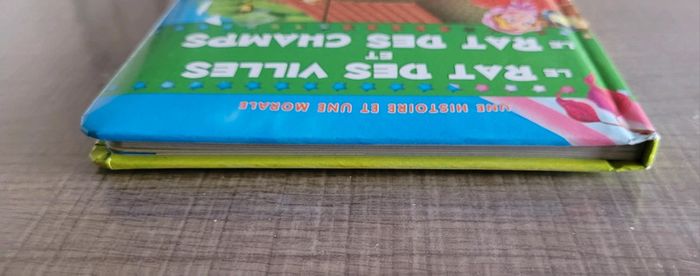 UNE HISTOIRE ET UNE MORALE
LE RAT DES VILLES
ET
LE RAT DES CHAMPS